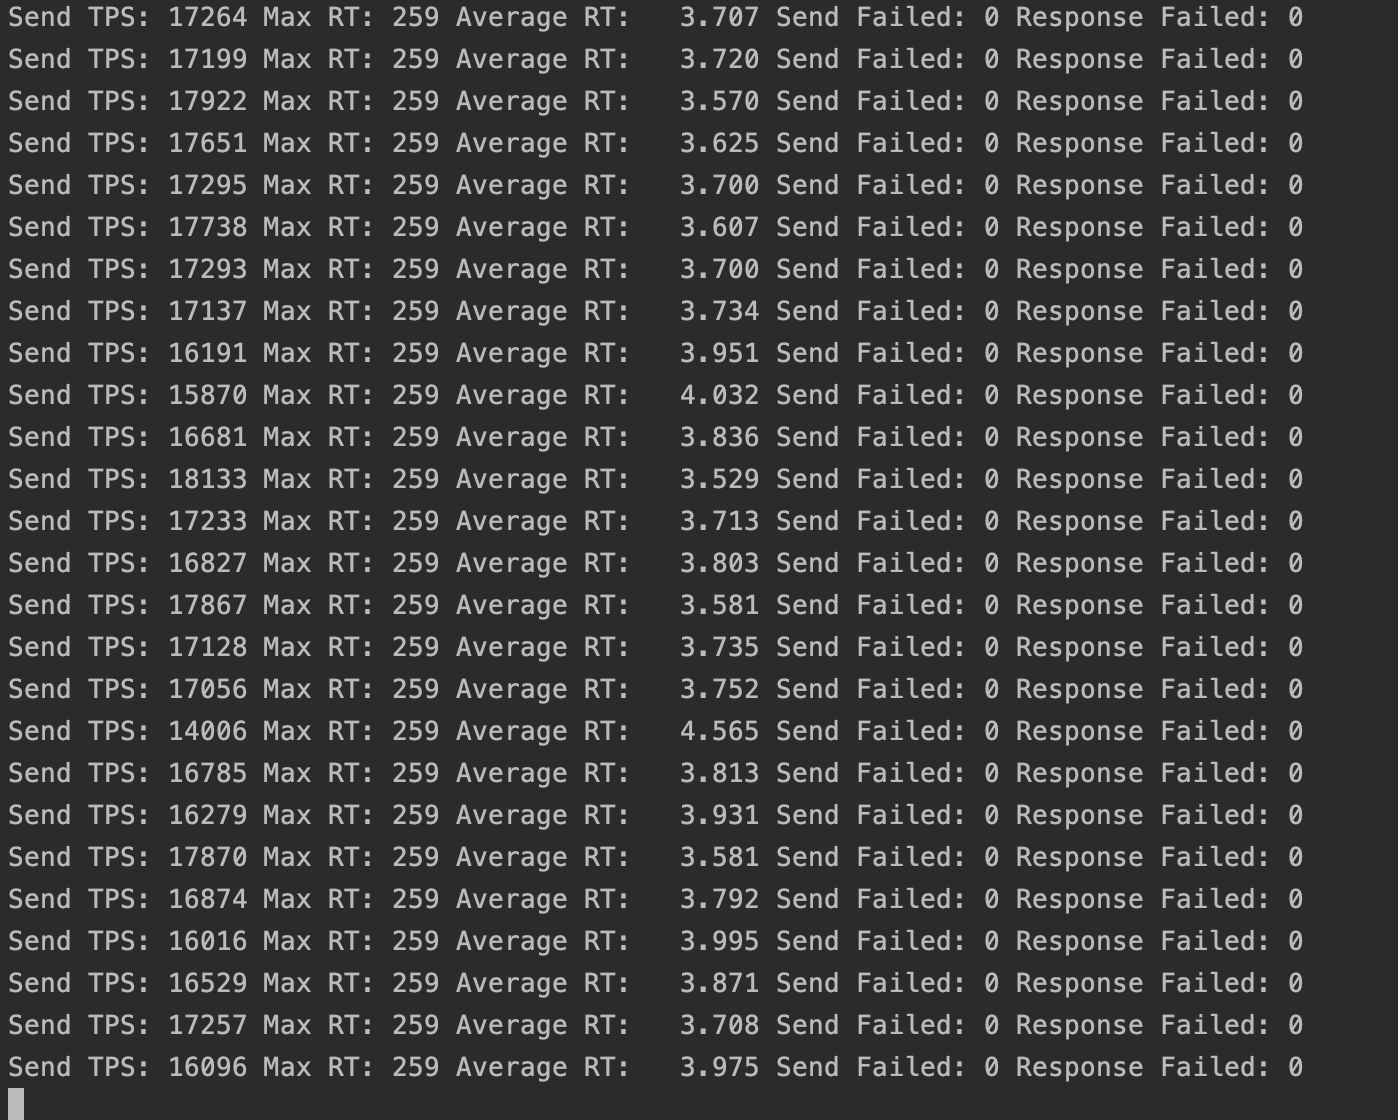 Send TPS: 17264 Max RT: 259 Average RT:   3.707 Send Failed: 0 Response Failed: 0
Send TPS: 17199 Max RT: 259 Average RT:   3.720 Send Failed: 0 Response Failed: 0
Send TPS: 17922 Max RT: 259 Average RT:   3.570 Send Failed: 0 Response Failed: 0
Send TPS: 17651 Max RT: 259 Average RT:   3.625 Send Failed: 0 Response Failed: 0
Send TPS: 17295 Max RT: 259 Average RT:   3.700 Send Failed: 0 Response Failed: 0
Send TPS: 17738 Max RT: 259 Average RT:   3.607 Send Failed: 0 Response Failed: 0
Send TPS: 17293 Max RT: 259 Average RT:   3.700 Send Failed: 0 Response Failed: 0
Send TPS: 17137 Max RT: 259 Average RT:   3.734 Send Failed: 0 Response Failed: 0
Send TPS: 16191 Max RT: 259 Average RT:   3.951 Send Failed: 0 Response Failed: 0
Send TPS: 15870 Max RT: 259 Average RT:   4.032 Send Failed: 0 Response Failed: 0
Send TPS: 16681 Max RT: 259 Average RT:   3.836 Send Failed: 0 Response Failed: 0
Send TPS: 18133 Max RT: 259 Average RT:   3.529 Send Failed: 0 Response Failed: 0
Send TPS: 17233 Max RT: 259 Average RT:   3.713 Send Failed: 0 Response Failed: 0
Send TPS: 16827 Max RT: 259 Average RT:   3.803 Send Failed: 0 Response Failed: 0
Send TPS: 17867 Max RT: 259 Average RT:   3.581 Send Failed: 0 Response Failed: 0
Send TPS: 17128 Max RT: 259 Average RT:   3.735 Send Failed: 0 Response Failed: 0
Send TPS: 17056 Max RT: 259 Average RT:   3.752 Send Failed: 0 Response Failed: 0
Send TPS: 14006 Max RT: 259 Average RT:   4.565 Send Failed: 0 Response Failed: 0
Send TPS: 16785 Max RT: 259 Average RT:   3.813 Send Failed: 0 Response Failed: 0
Send TPS: 16279 Max RT: 259 Average RT:   3.931 Send Failed: 0 Response Failed: 0
Send TPS: 17870 Max RT: 259 Average RT:   3.581 Send Failed: 0 Response Failed: 0
Send TPS: 16874 Max RT: 259 Average RT:   3.792 Send Failed: 0 Response Failed: 0
Send TPS: 16016 Max RT: 259 Average RT:   3.995 Send Failed: 0 Response Failed: 0
Send TPS: 16529 Max RT: 259 Average RT:   3.871 Send Failed: 0 Response Failed: 0
Send TPS: 17257 Max RT: 259 Average RT:   3.708 Send Failed: 0 Response Failed: 0
Send TPS: 16096 Max RT: 259 Average RT:   3.975 Send Failed: 0 Response Failed: 0